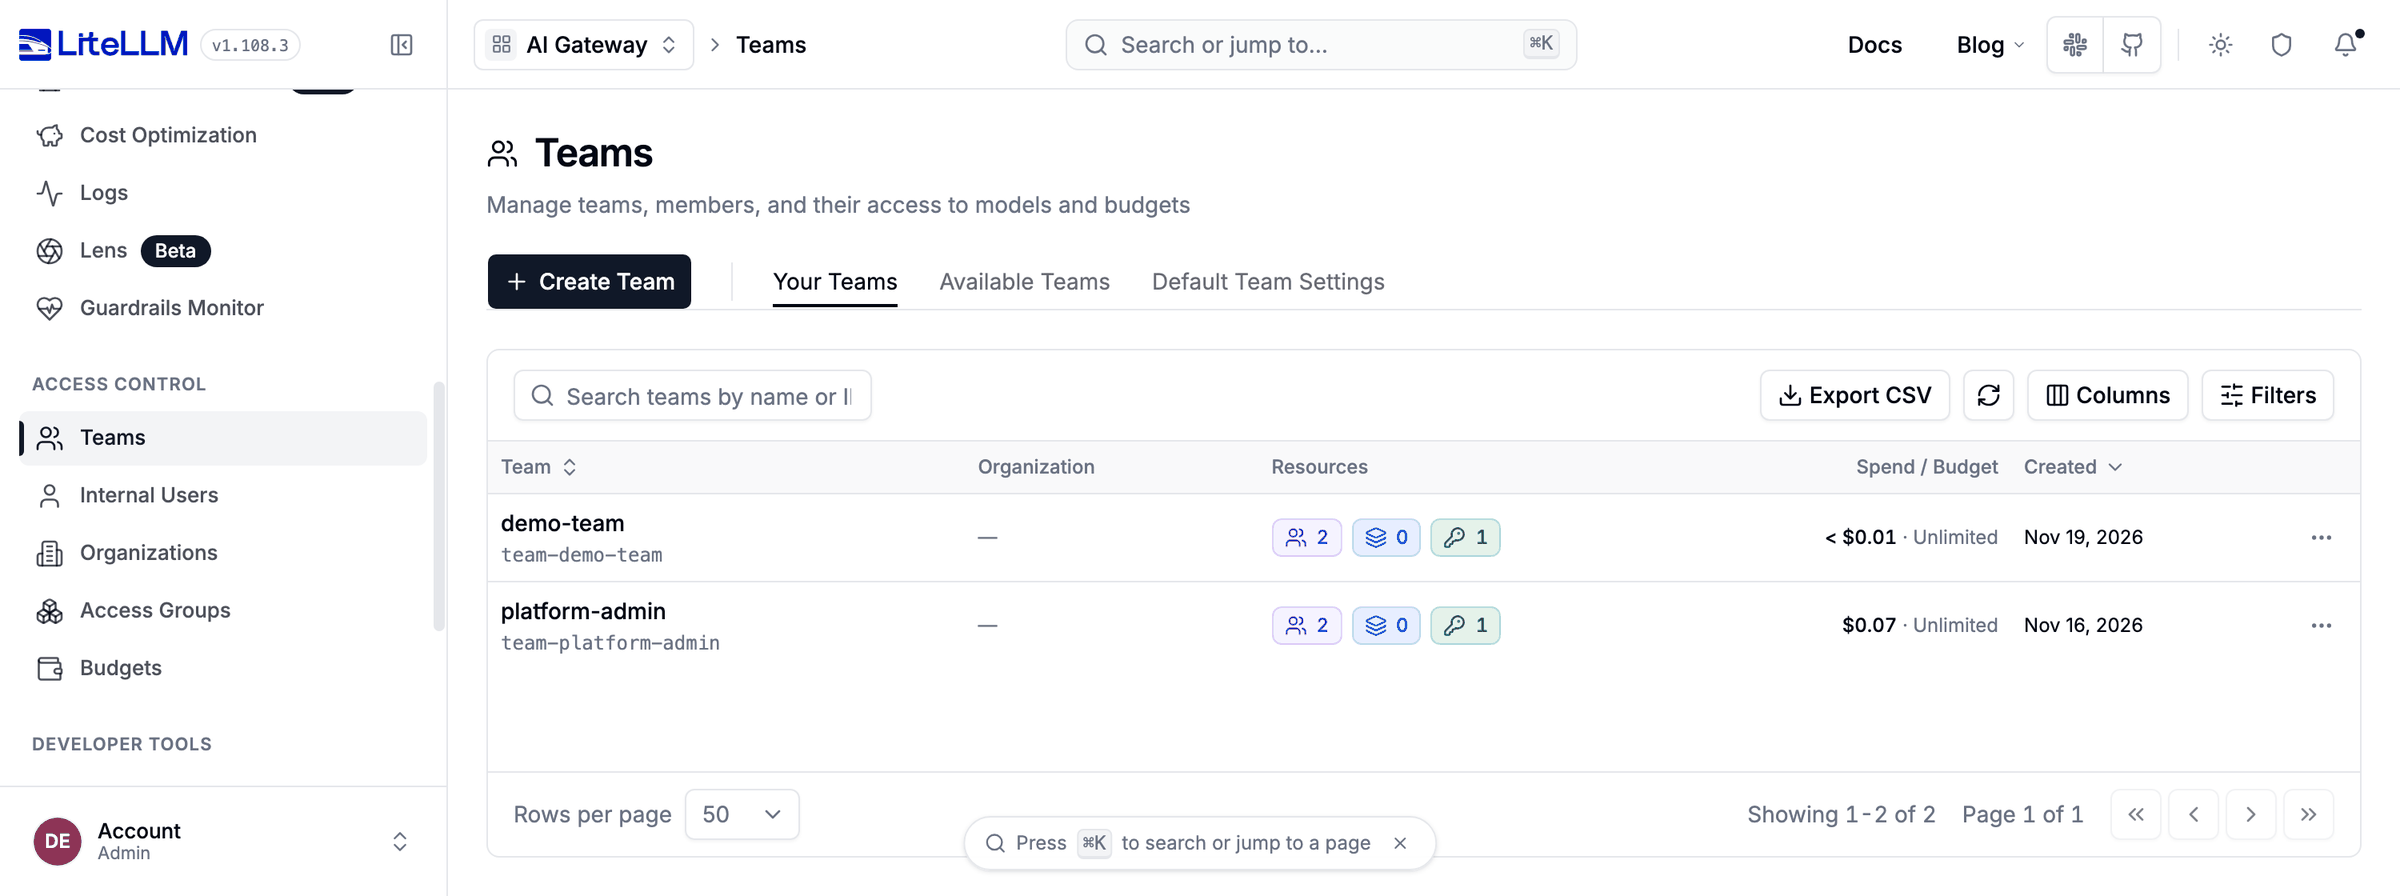 LiteLLM v1.108.3
AI Gateway
Teams
Search or jump to... ⌘K
Docs
Blog
Cost Optimization
Logs
Lens Beta
Guardrails Monitor
ACCESS CONTROL
Teams
Internal Users
Organizations
Access Groups
Budgets
DEVELOPER TOOLS
DE
Account
Admin
Teams
Manage teams, members, and their access to models and budgets
+ Create Team
Your Teams
Available Teams
Default Team Settings
Search teams by name or I
Export CSV
Columns
Filters
Team Organization Resources Spend / Budget Created
demo-team
team-demo-team
— 2 0 1 < $0.01 · Unlimited Nov 19, 2026 ···
platform-admin
team-platform-admin
— 2 0 1 $0.07 · Unlimited Nov 16, 2026 ···
Rows per page 50
Showing 1-2 of 2 Page 1 of 1
Press ⌘K to search or jump to a page